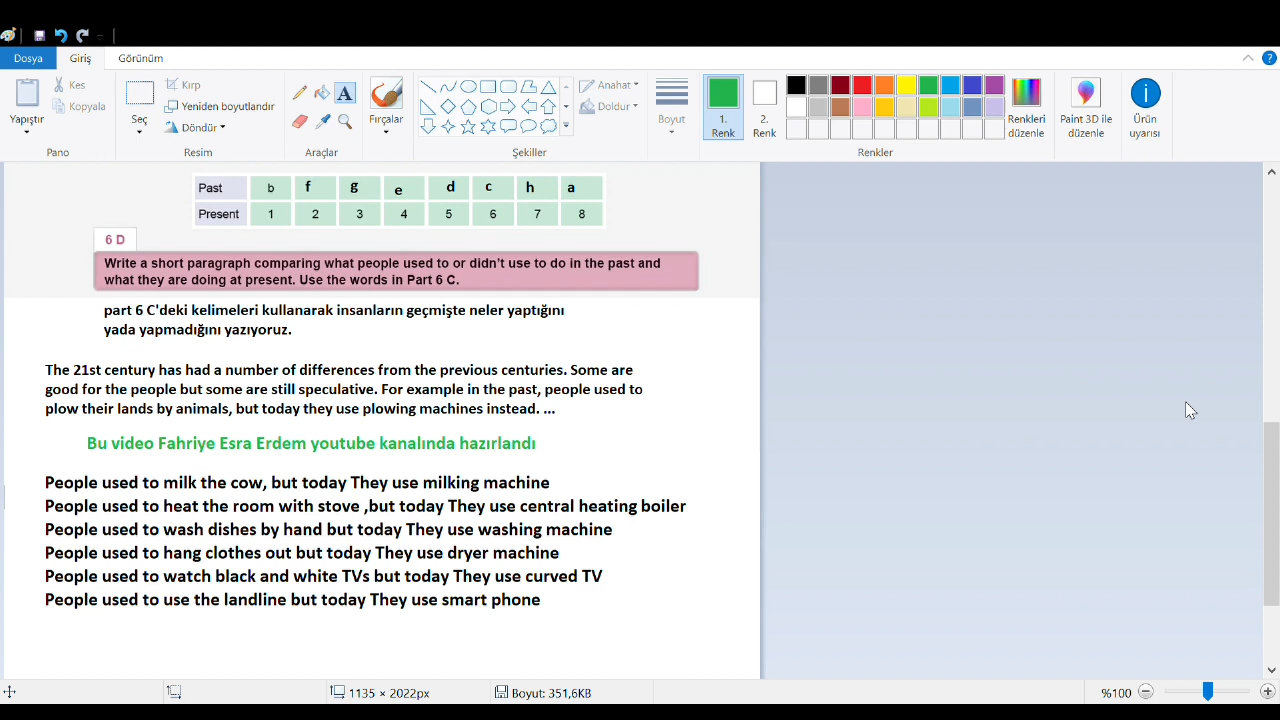 Dosya Giriş Görünüm
Yapıştır Kes Kopyala Pano
Seç Kırp Yeniden boyutlandır Döndür Resim
A Araçlar
Fırçalar
Şekiller Anahat Doldur
Boyut
1. Renk 2. Renk Renkleri düzenle Renkler
Paint 3D ile düzenle
Ürün uyarısı
Past b f g e d c h a
Present 1 2 3 4 5 6 7 8
6 D
Write a short paragraph comparing what people used to or didn't use to do in the past and
what they are doing at present. Use the words in Part 6 C.
part 6 C'deki kelimeleri kullanarak insanların geçmişte neler yaptığını
yada yapmadığını yazıyoruz.
The 21st century has had a number of differences from the previous centuries. Some are
good for the people but some are still speculative. For example in the past, people used to
plow their lands by animals, but today they use plowing machines instead. ...
Bu video Fahriye Esra Erdem youtube kanalında hazırlandı
People used to milk the cow, but today They use milking machine
People used to heat the room with stove ,but today They use central heating boiler
People used to wash dishes by hand but today They use washing machine
People used to hang clothes out but today They use dryer machine
People used to watch black and white TVs but today They use curved TV
People used to use the landline but today They use smart phone
1135 × 2022px Boyut: 351,6KB %100